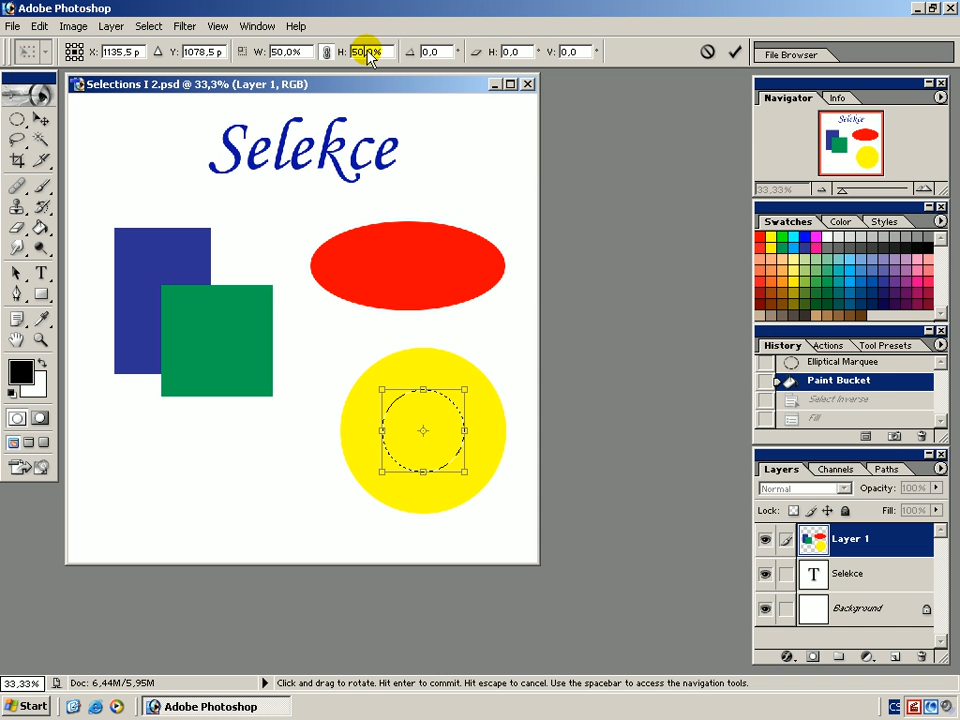 Adobe Photoshop
File Edit Image Layer Select Filter View Window Help
X: 1135,5 p Y: 1078,5 p W: 50,0% H: 50,0% 0,0 ° H: 0,0 ° V: 0,0 °
File Browser
Selections I 2.psd @ 33,3% (Layer 1, RGB)
Selekce
Navigator Info
Selekce
33,33%
Swatches Color Styles
History Actions Tool Presets
Elliptical Marquee
Paint Bucket
Select Inverse
Fill
Layers Channels Paths
Normal Opacity: 100%
Lock: Fill: 100%
Layer 1
T Selekce
Background
33,33% Doc: 6,44M/5,95M Click and drag to rotate. Hit enter to commit. Hit escape to cancel. Use the spacebar to access the navigation tools.
Start Adobe Photoshop CS